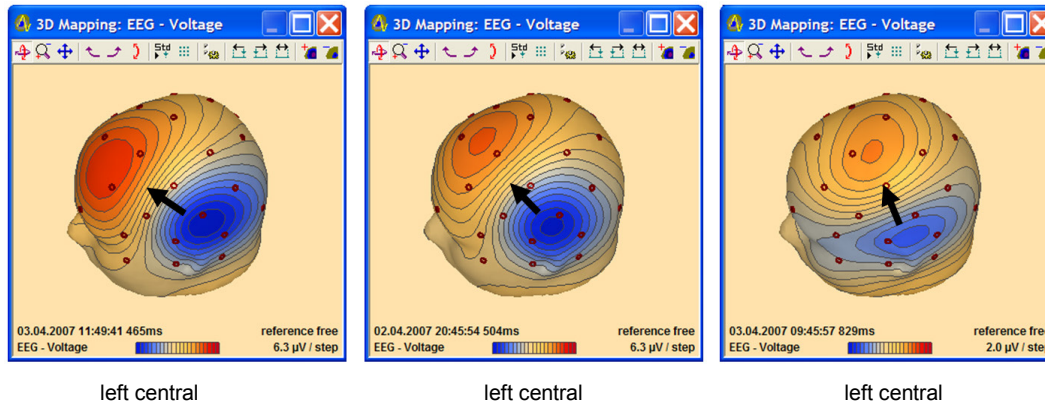 3D Mapping: EEG - Voltage
Std
03.04.2007 11:49:41 465ms reference free
EEG - Voltage 6.3 µV / step
left central
3D Mapping: EEG - Voltage
Std
02.04.2007 20:45:54 504ms reference free
EEG - Voltage 6.3 µV / step
left central
3D Mapping: EEG - Voltage
Std
03.04.2007 09:45:57 829ms reference free
EEG - Voltage 2.0 µV / step
left central